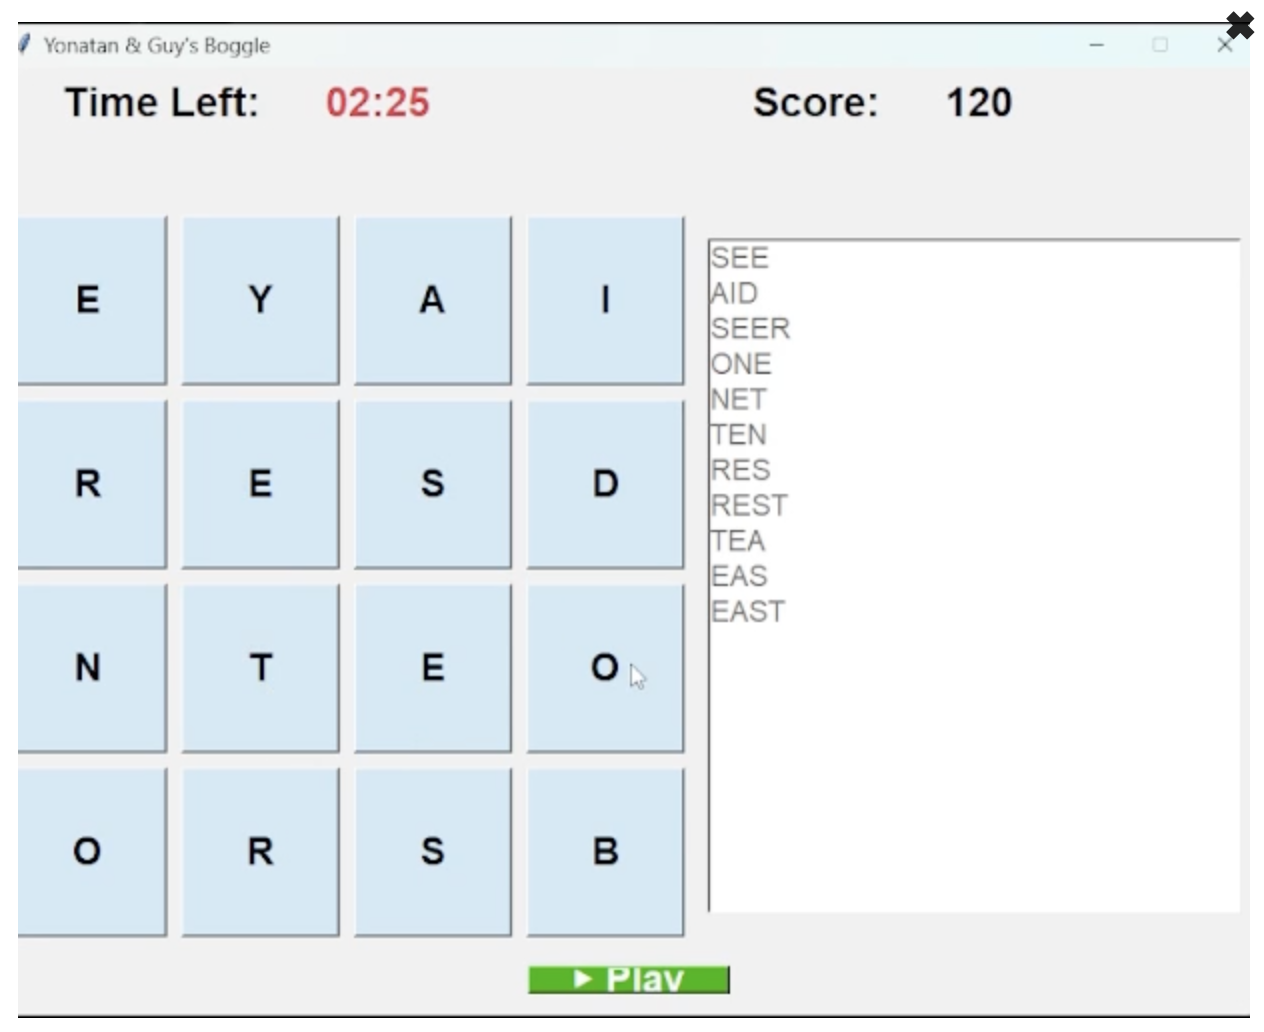 Yonatan & Guy's Boggle
Time Left: 02:25 Score: 120
E Y A I
R E S D
N T E O
O R S B
SEE
AID
SEER
ONE
NET
TEN
RES
REST
TEA
EAS
EAST
Play